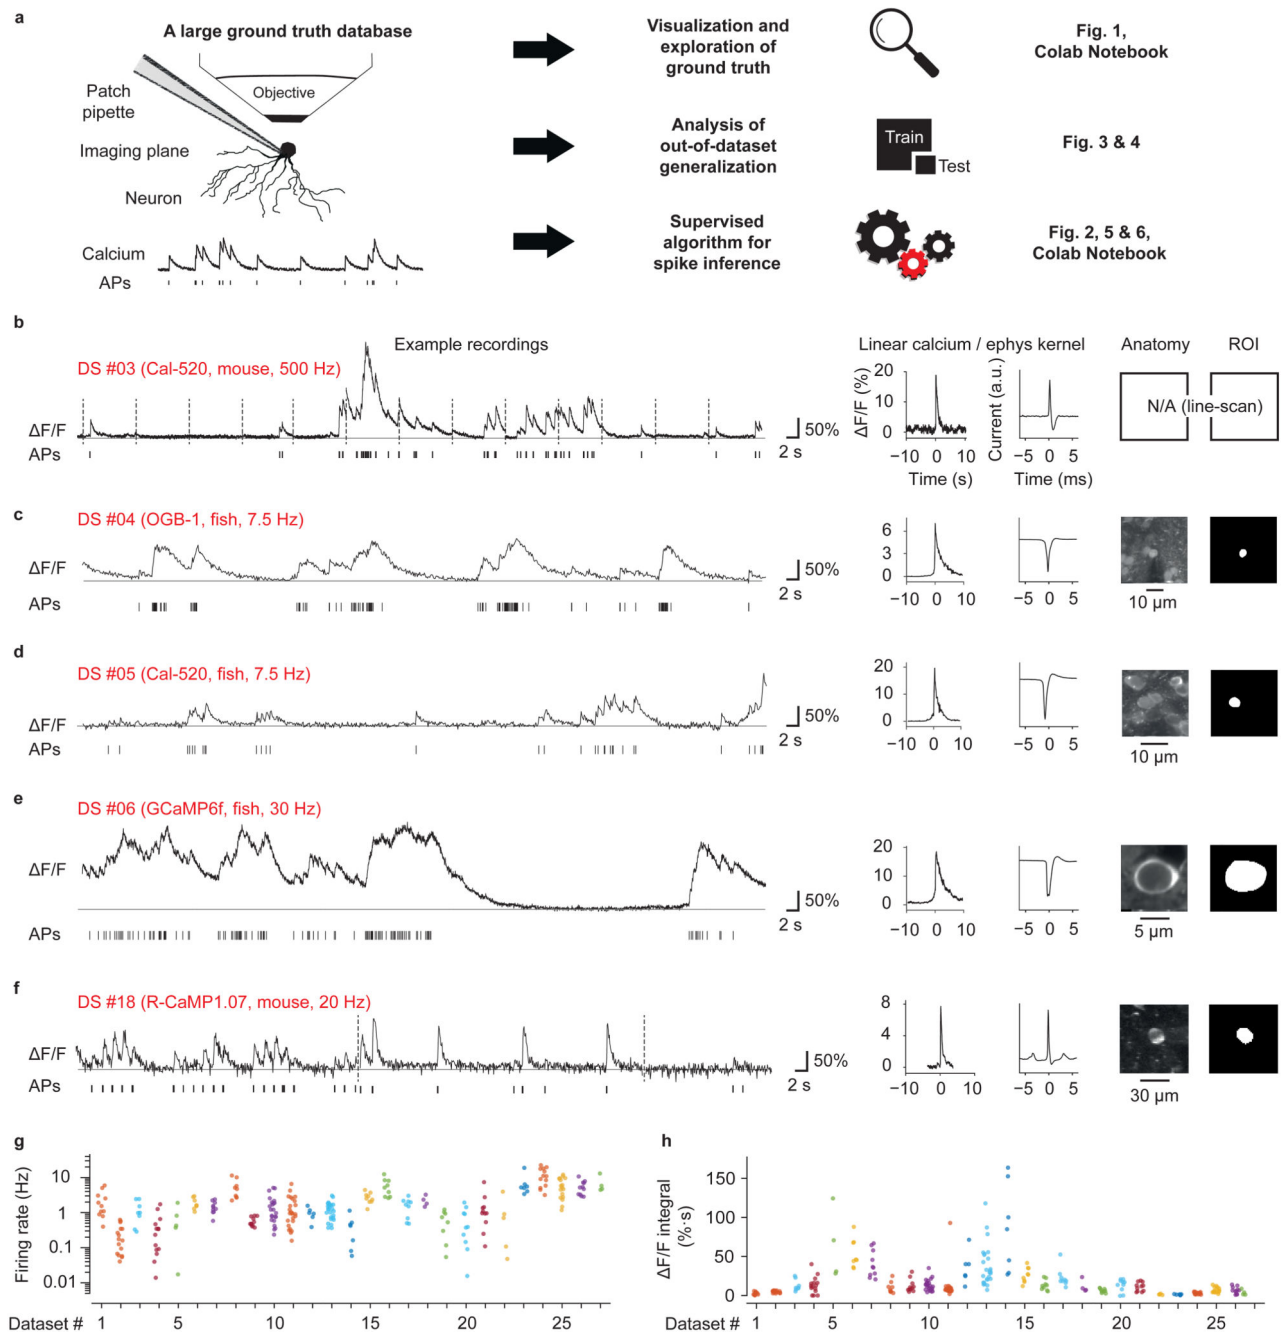 a
A large ground truth database
Patch
pipette
Objective
Imaging plane
Neuron
Calcium
APs
Visualization and
exploration of
ground truth
Fig. 1,
Colab Notebook
Analysis of
out-of-dataset
generalization
Train
Test
Fig. 3 & 4
Supervised
algorithm for
spike inference
Fig. 2, 5 & 6,
Colab Notebook
b
Example recordings
Linear calcium / ephys kernel
Anatomy
ROI
DS #03 (Cal-520, mouse, 500 Hz)
ΔF/F
APs
50%
2 s
ΔF/F (%)
20
10
0
−10 0 10
Time (s)
Current (a.u.)
−5 0 5
Time (ms)
N/A (line-scan)
c
DS #04 (OGB-1, fish, 7.5 Hz)
ΔF/F
APs
50%
2 s
6
3
0
−10 0 10
−5 0 5
10 µm
d
DS #05 (Cal-520, fish, 7.5 Hz)
ΔF/F
APs
50%
2 s
20
10
0
−10 0 10
−5 0 5
10 µm
e
DS #06 (GCaMP6f, fish, 30 Hz)
ΔF/F
APs
50%
2 s
20
10
0
−10 0 10
−5 0 5
5 µm
f
DS #18 (R-CaMP1.07, mouse, 20 Hz)
ΔF/F
APs
50%
2 s
8
4
0
−10 0 10
−5 0 5
30 µm
g
Firing rate (Hz)
10
1
0.1
0.01
Dataset # 1 5 10 15 20 25
h
ΔF/F integral
(%·s)
150
100
50
0
Dataset # 1 5 10 15 20 25